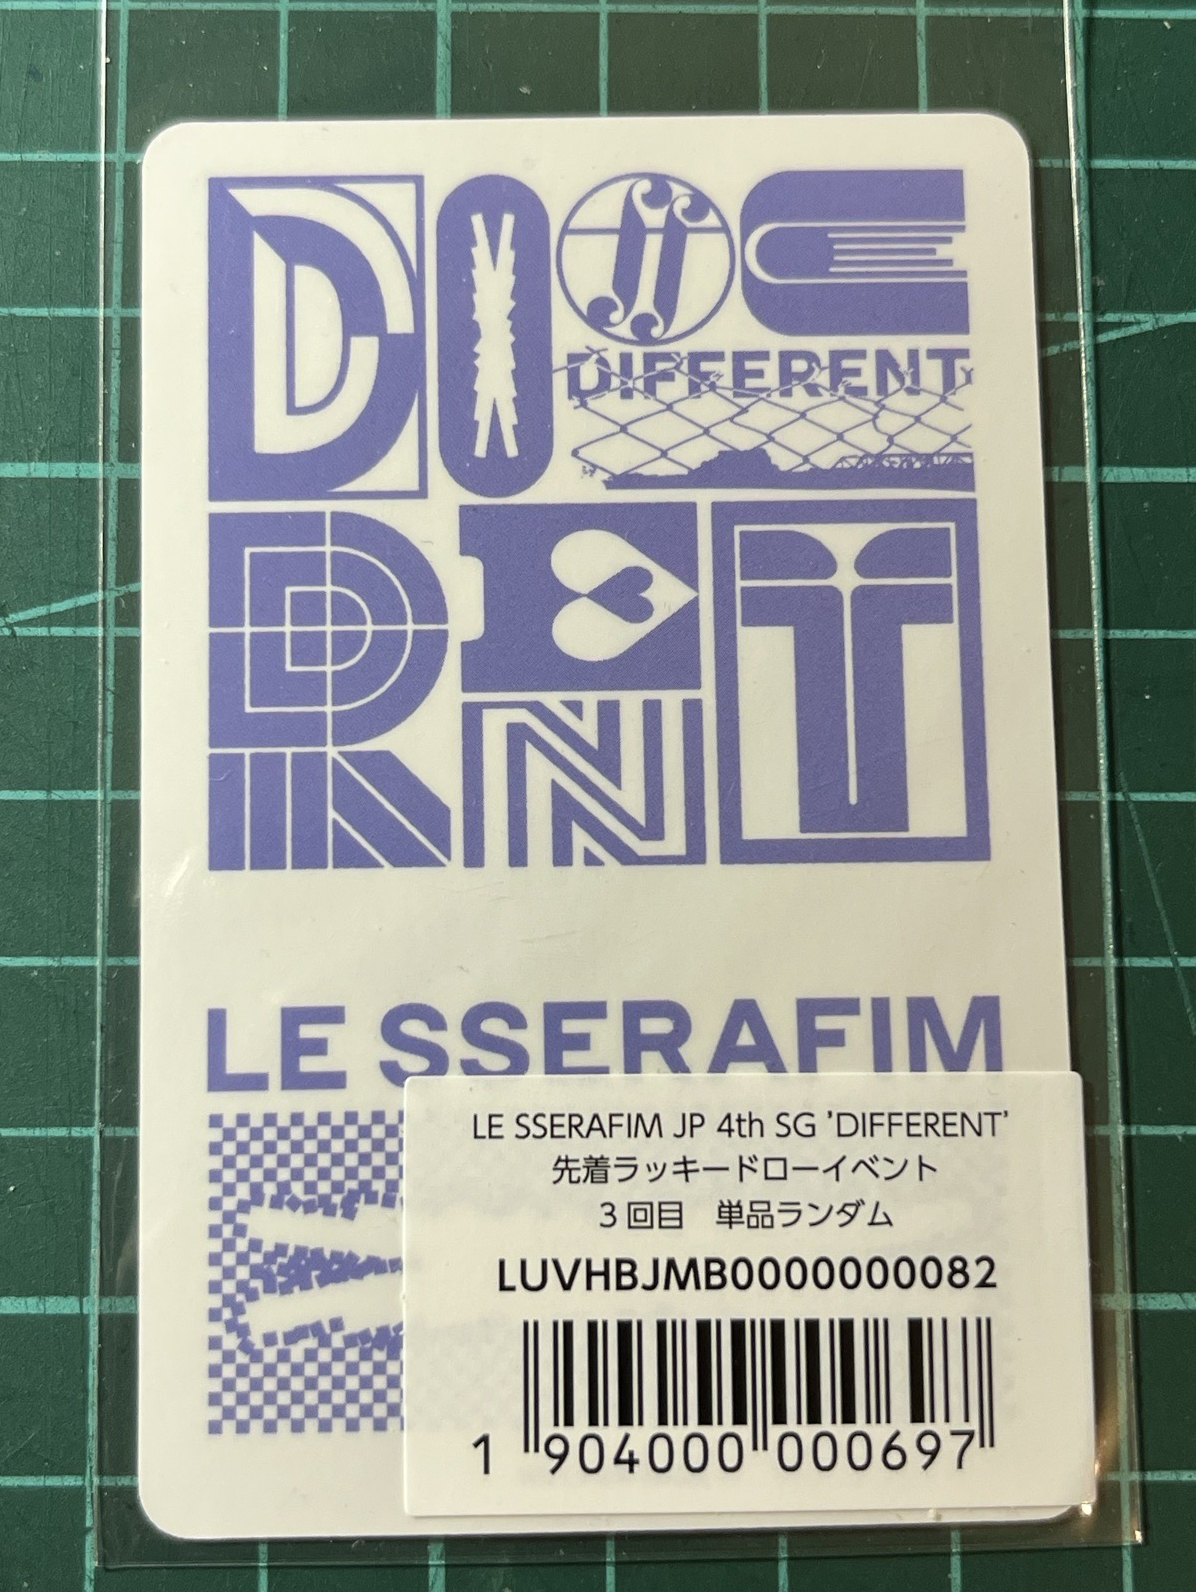 DIFFERENT
DIFFERENT
LE SSERAFIM
LE SSERAFIM JP 4th SG 'DIFFERENT'
先着ラッキードローイベント
3回目 単品ランダム
LUVHBJMB0000000082
1 904000 000697